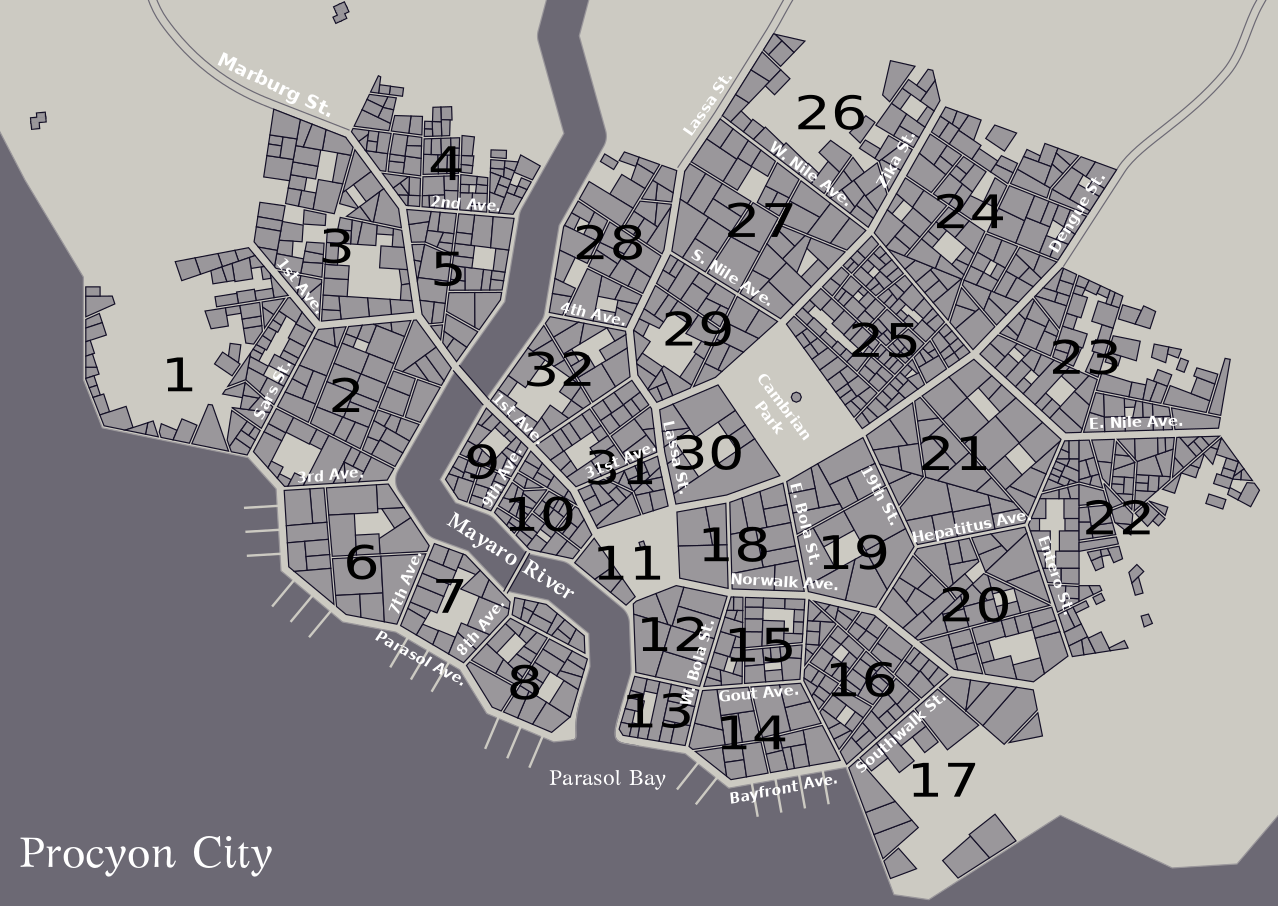 Marburg St.
Lassa St.
26
W. Nile Ave.
Zika St.
4
2nd Ave.
27
24
Dengue St.
3
28
5
1st Ave.
S. Nile Ave.
4th Ave.
29
25
23
1
2
Sars St.
32
Cambrian
Park
1st Ave.
E. Nile Ave.
3rd Ave.
9
9th Ave.
31st Ave.
31
Lassa St.
30
21
19th St.
E. Bola St.
10
Mayaro River
11
18
Norwalk Ave.
19
Hepatitus Ave.
22
Entero St.
6
7th Ave.
7
8th Ave.
Parasol Ave.
8
12
W. Bola St.
15
20
16
13
Gout Ave.
14
Southwalk St.
17
Parasol Bay
Bayfront Ave.
Procyon City